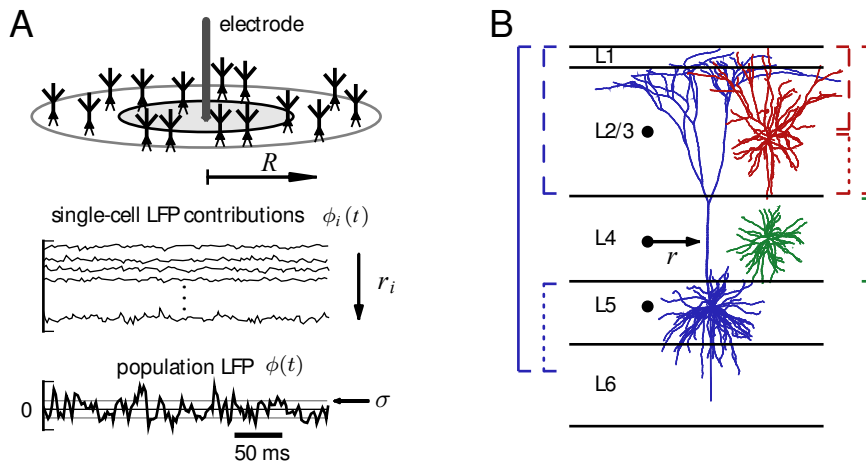 A
electrode
R
single-cell LFP contributions ϕᵢ(t)
rᵢ
population LFP ϕ(t)
0
σ
50 ms
B
L1
L2/3
L4
r
L5
L6